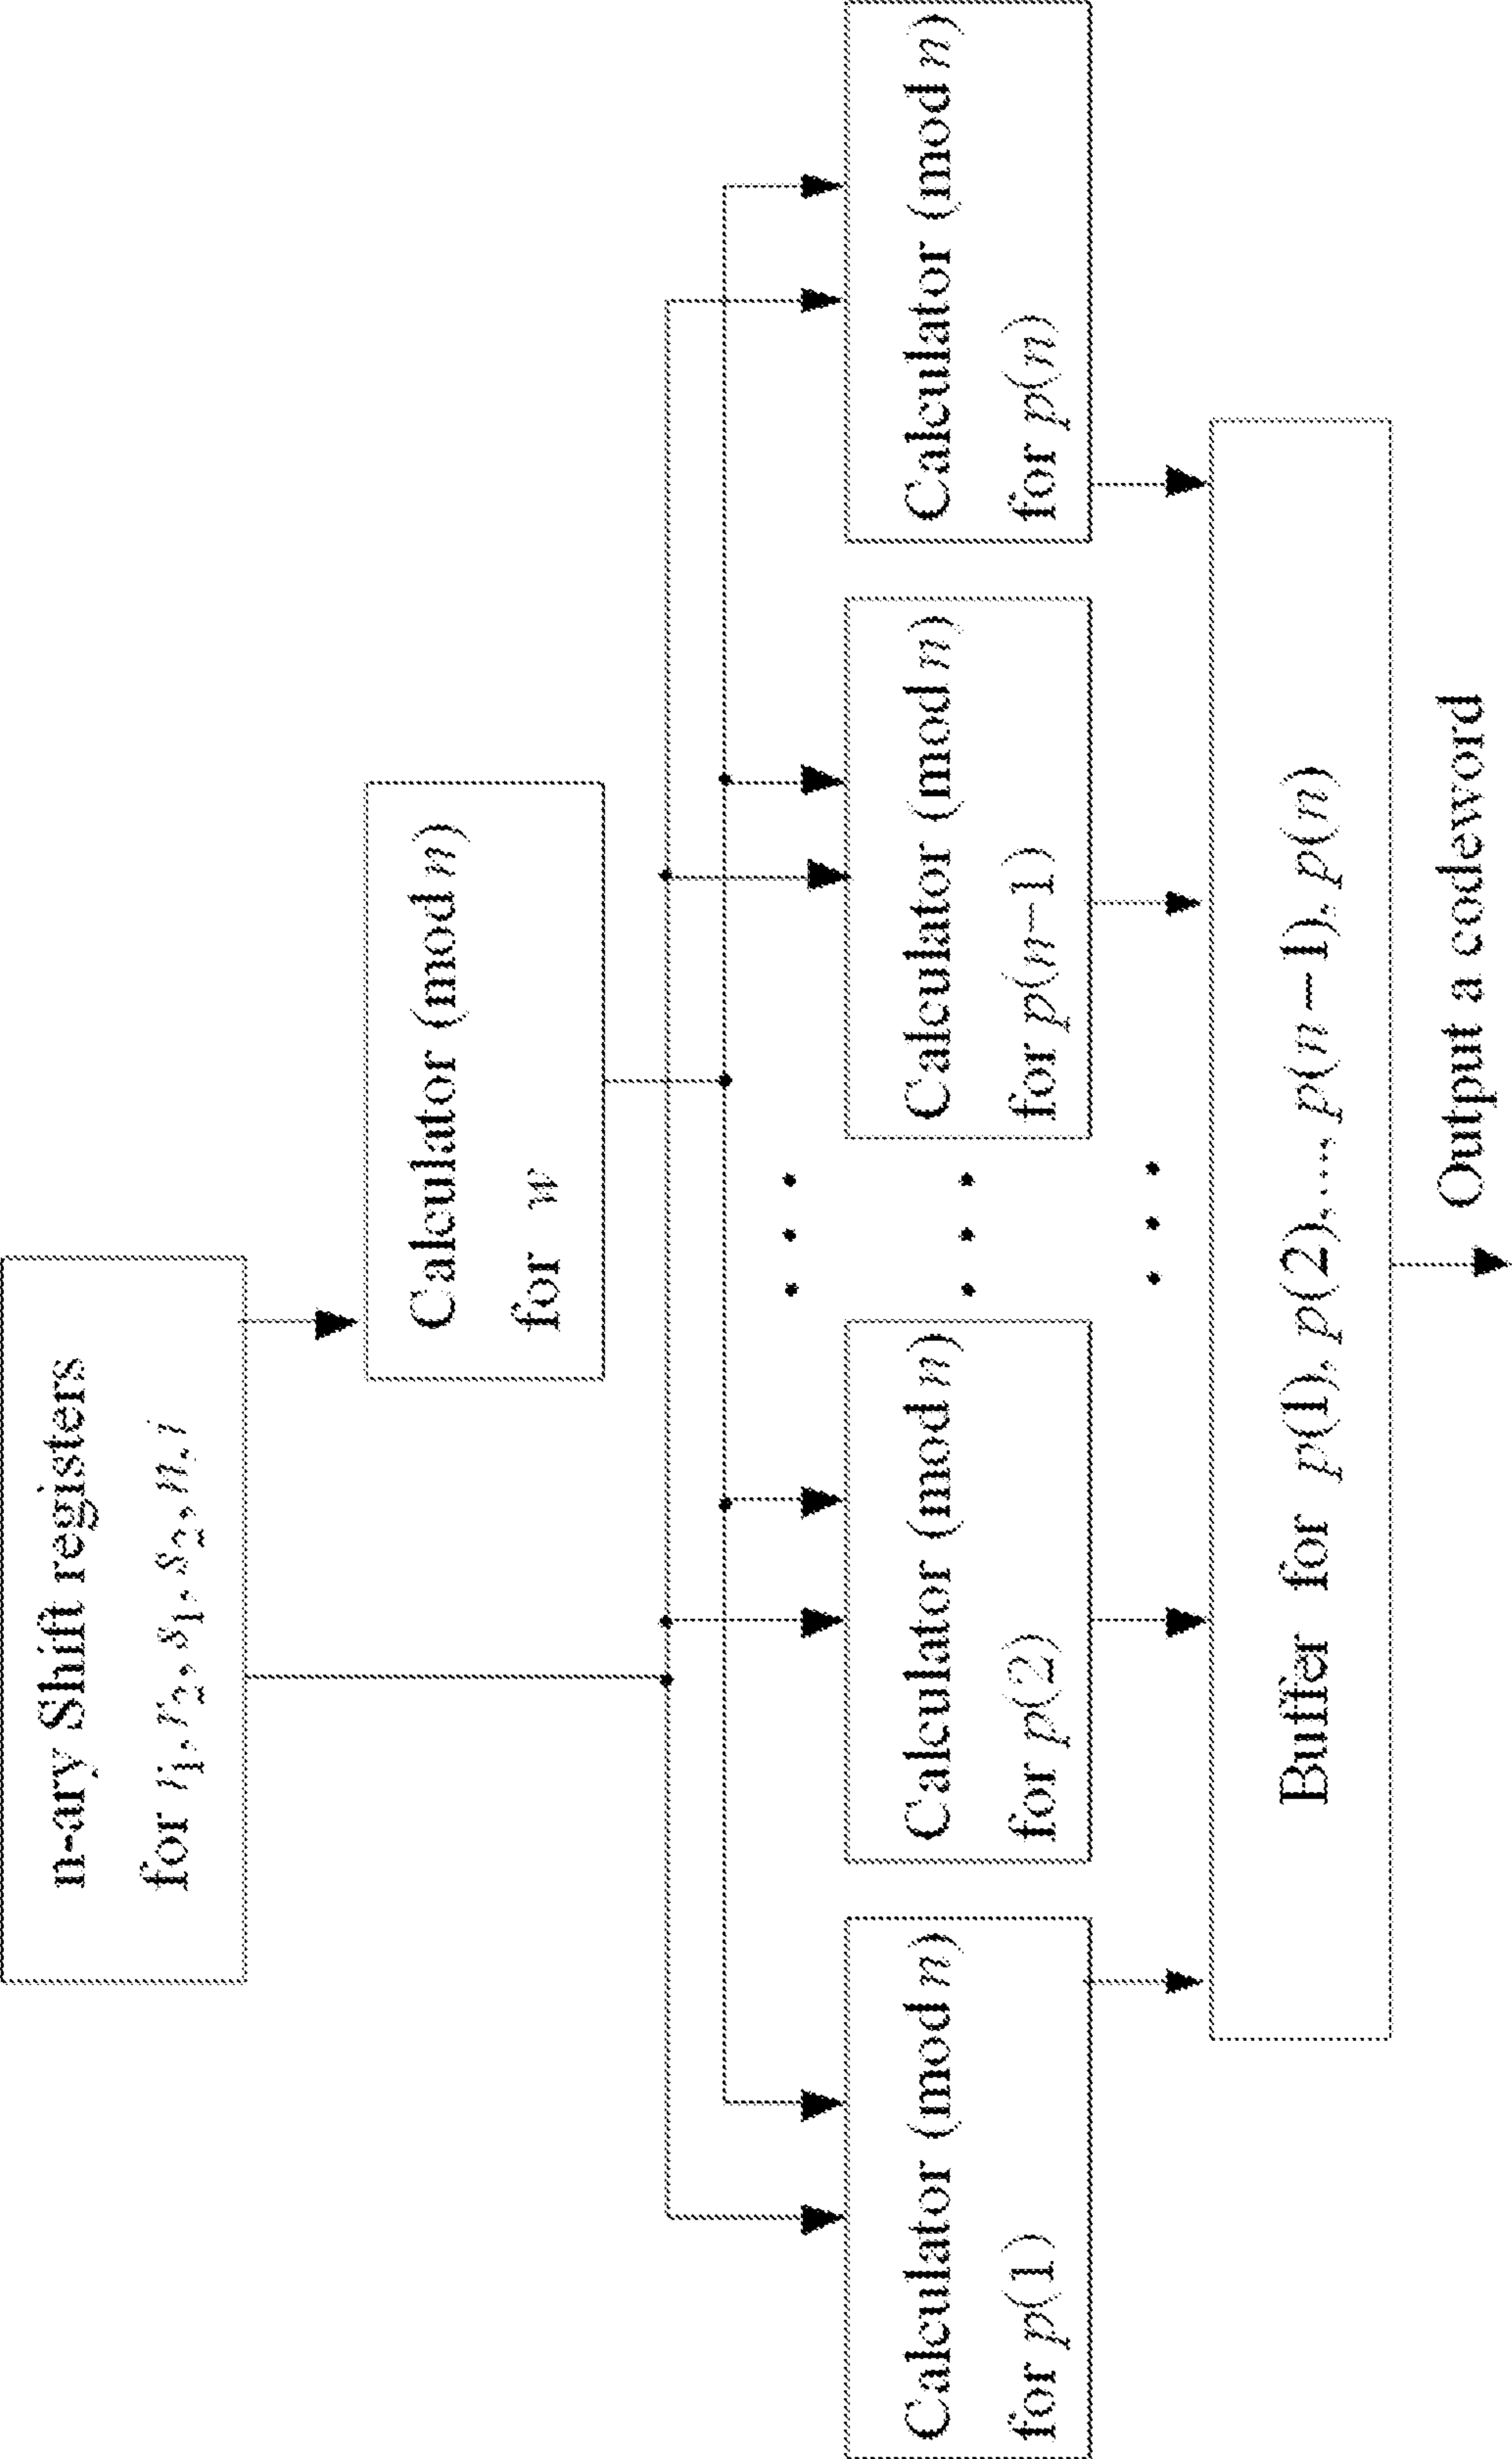 n-ary Shift registers
for r₁, r₂, s₁, s₂, n, i
Calculator (mod n)
for w
Calculator (mod n)
for p(1)
Calculator (mod n)
for p(2)
Calculator (mod n)
for p(n−1)
Calculator (mod n)
for p(n)
Buffer for p(1), p(2),…, p(n−1), p(n)
Output a codeword